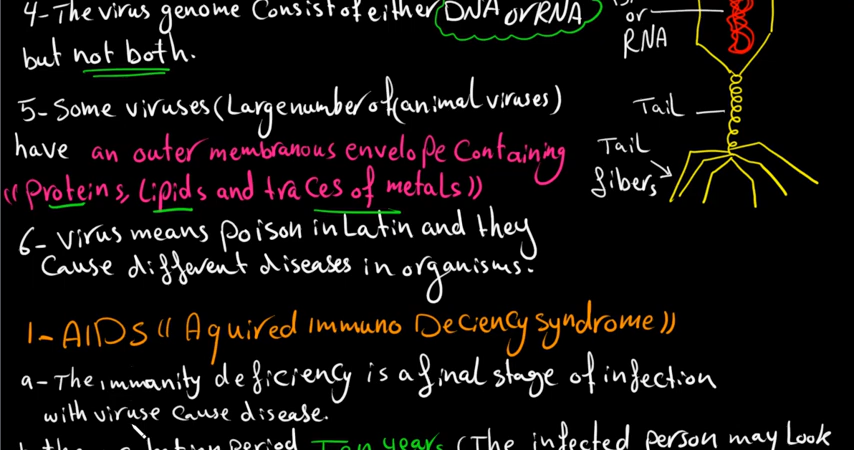 4- The virus genome Consist of either DNA or RNA
but not both.
5- Some viruses (Large number of (animal viruses)
have an outer membranous envelope Containing
(( Proteins, Lipids and traces of metals))
6- Virus means Poison in Latin and they
Cause different diseases in organisms.
or
RNA
Tail
Tail
fibers
1- AIDS (( Aquired Immuno Deciency syndrome))
a- The immunity deficiency is a final stage of infection
with viruse cause disease.
period Ten years (The infected person may Look